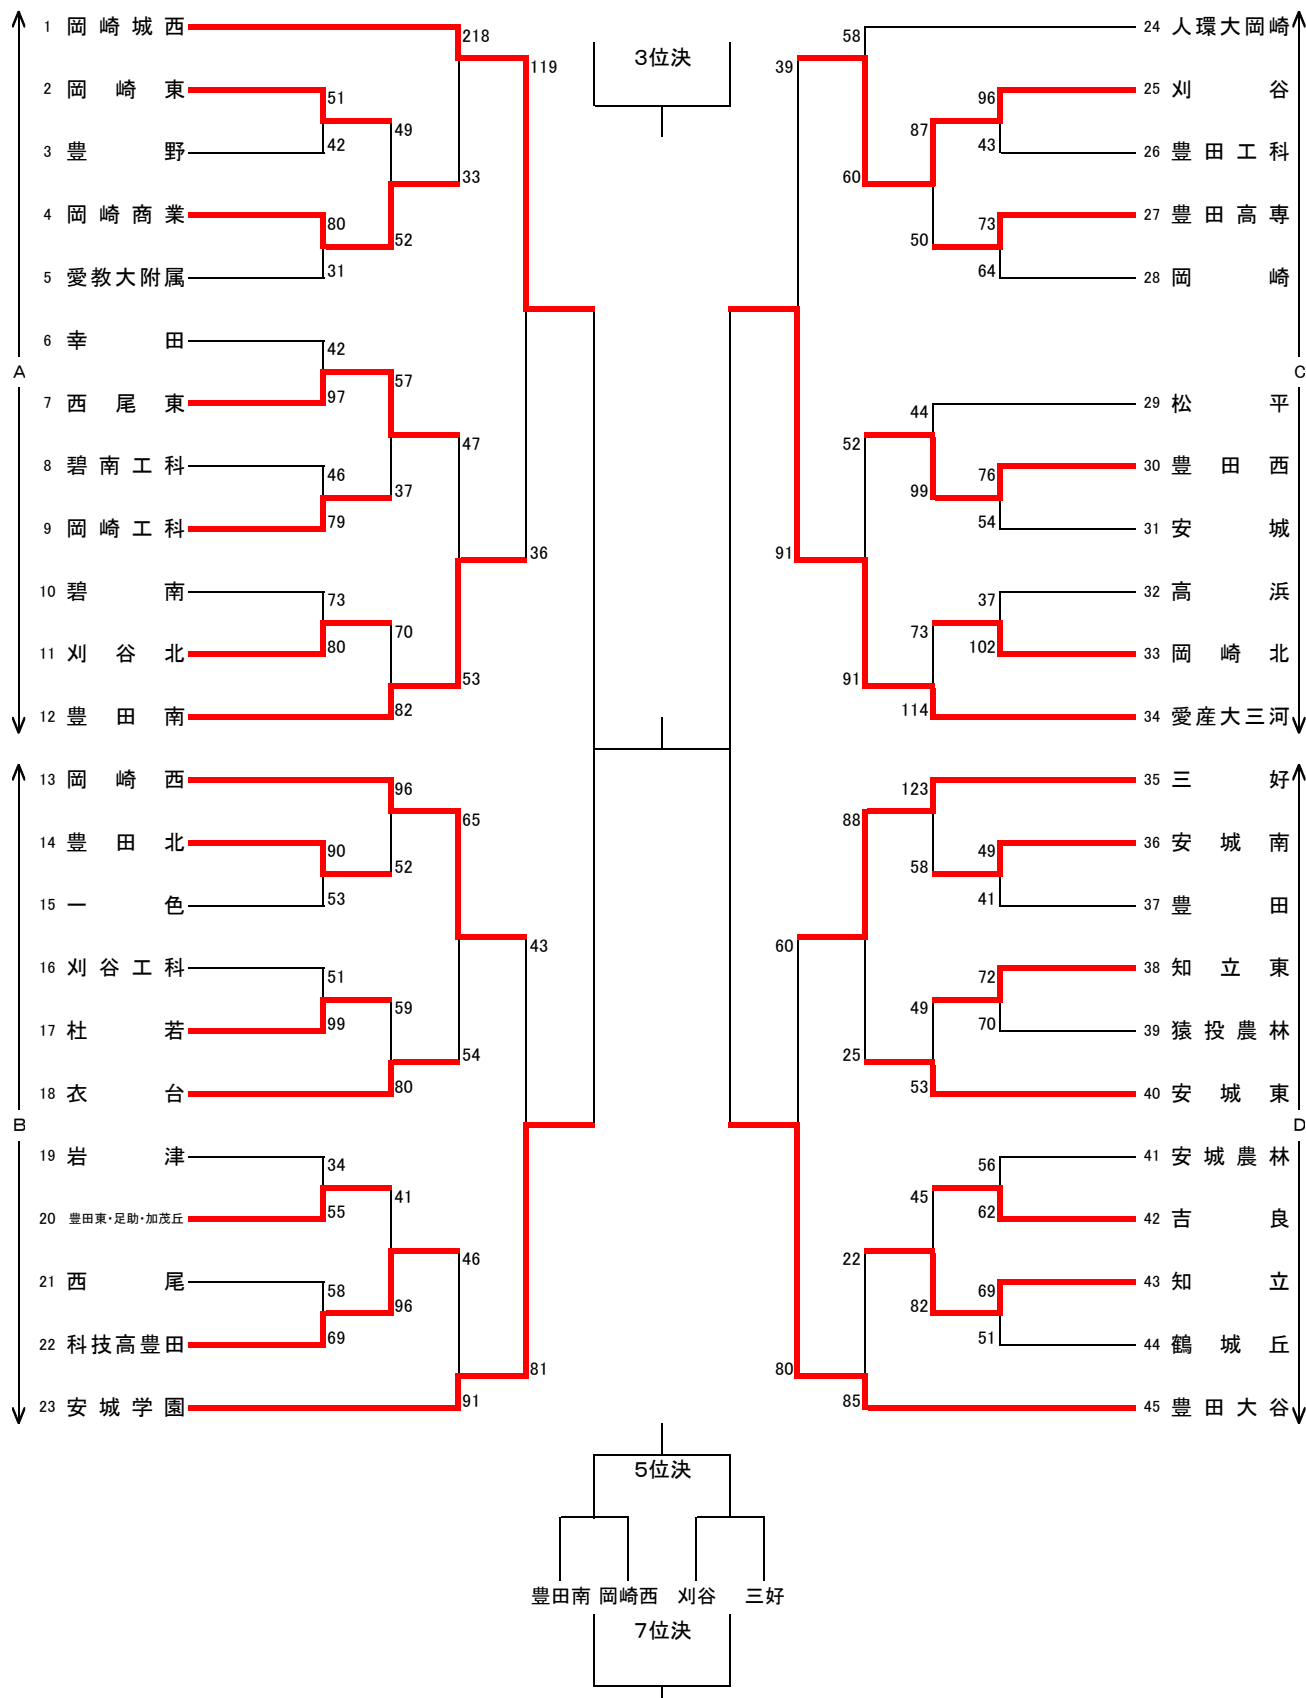 1 岡崎城西
218
119
2 岡崎東
51
49
3 豊野
42
33
4 岡崎商業
80
52
5 愛教大附属
31
6 幸田
42
57
A
7 西尾東
97
47
8 碧南工科
46
37
9 岡崎工科
79
36
10 碧南
73
70
11 刈谷北
80
53
12 豊田南
82
13 岡崎西
96
65
14 豊田北
90
52
15 一色
53
43
16 刈谷工科
51
59
17 杜若
99
54
18 衣台
80
B
19 岩津
34
41
20 豊田東・足助・加茂丘
55
46
21 西尾
58
96
22 科技高豊田
69
81
23 安城学園
91
3位決
58
24 人環大岡崎
39
96
25 刈谷
87
43
26 豊田工科
60
73
27 豊田高専
50
64
28 岡崎
C
44
29 松平
52
76
30 豊田西
99
54
31 安城
91
37
32 高浜
73
102
33 岡崎北
91
114
34 愛産大三河
123
35 三好
88
49
36 安城南
58
41
37 豊田
60
72
38 知立東
49
70
39 猿投農林
25
53
40 安城東
D
56
41 安城農林
45
62
42 吉良
22
69
43 知立
82
51
44 鶴城丘
80
85
45 豊田大谷
5位決
豊田南 岡崎西 刈谷 三好
7位決